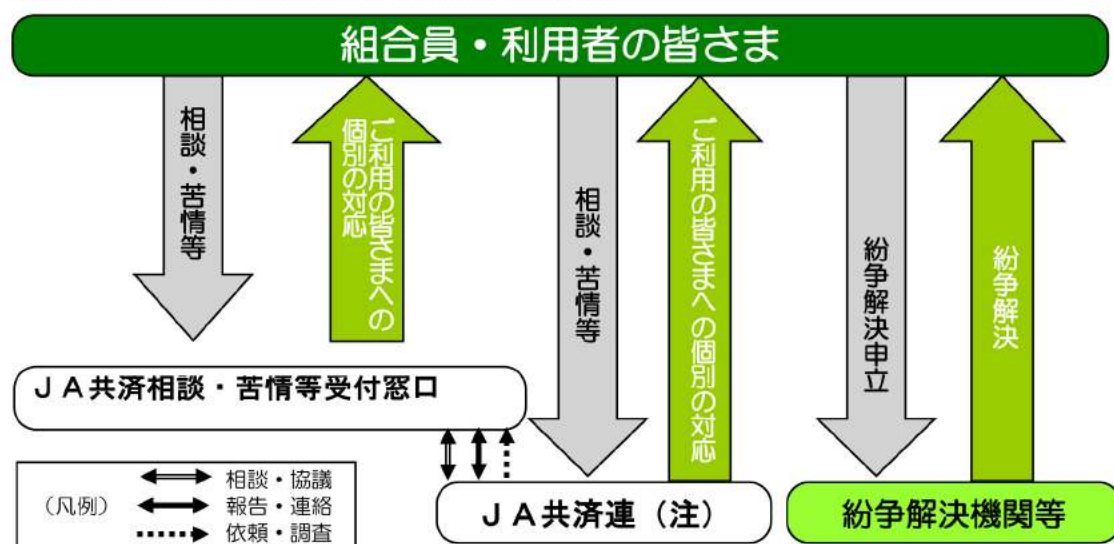 組合員・利用者の皆さま
相談・苦情等
ご利用の皆さまへの
個別の対応
相談・苦情等
ご利用の皆さまへの個別の対応
紛争解決申立
紛争解決
ＪＡ共済相談・苦情等受付窓口
ＪＡ共済連（注）
紛争解決機関等
（凡例）
相談・協議
報告・連絡
依頼・調査